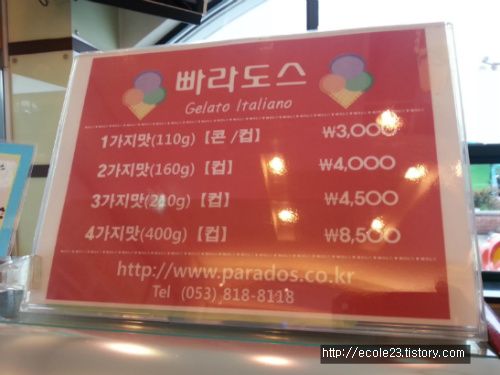 빠라도스
Gelato Italiano
1가지맛(110g) [콘 /컵] ₩3,000
2가지맛(160g) [컵] ₩4,000
3가지맛(210g) [컵] ₩4,500
4가지맛(400g) [컵] ₩8,500
http://www.parados.co.kr
Tel (053) 818-8118
http://ecole23.tistory.com